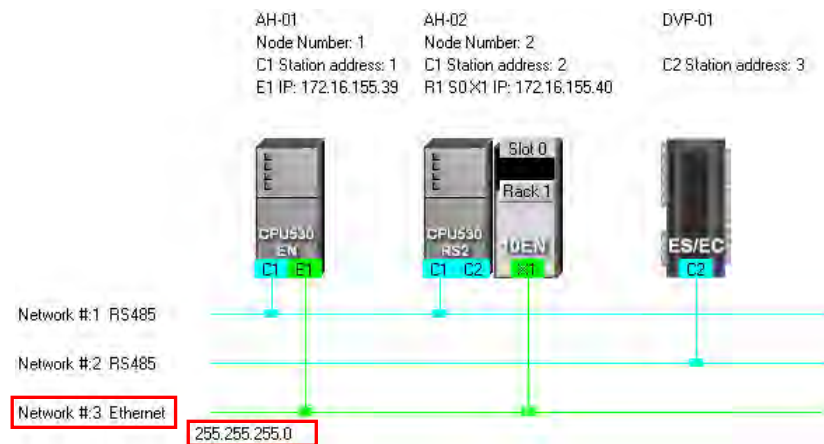 AH-01
Node Number: 1
C1 Station address: 1
E1 IP: 172.16.155.39
AH-02
Node Number: 2
C1 Station address: 2
R1 S0 X1 IP: 172.16.155.40
DVP-01
C2 Station address: 3
CPU530
EN
C1 E1
CPU530
RS2
C1 C2
Slot 0
Rack 1
10EN
X1
ES/EC
C2
Network #:1 RS485
Network #:2 RS485
Network #:3 Ethernet
255.255.255.0